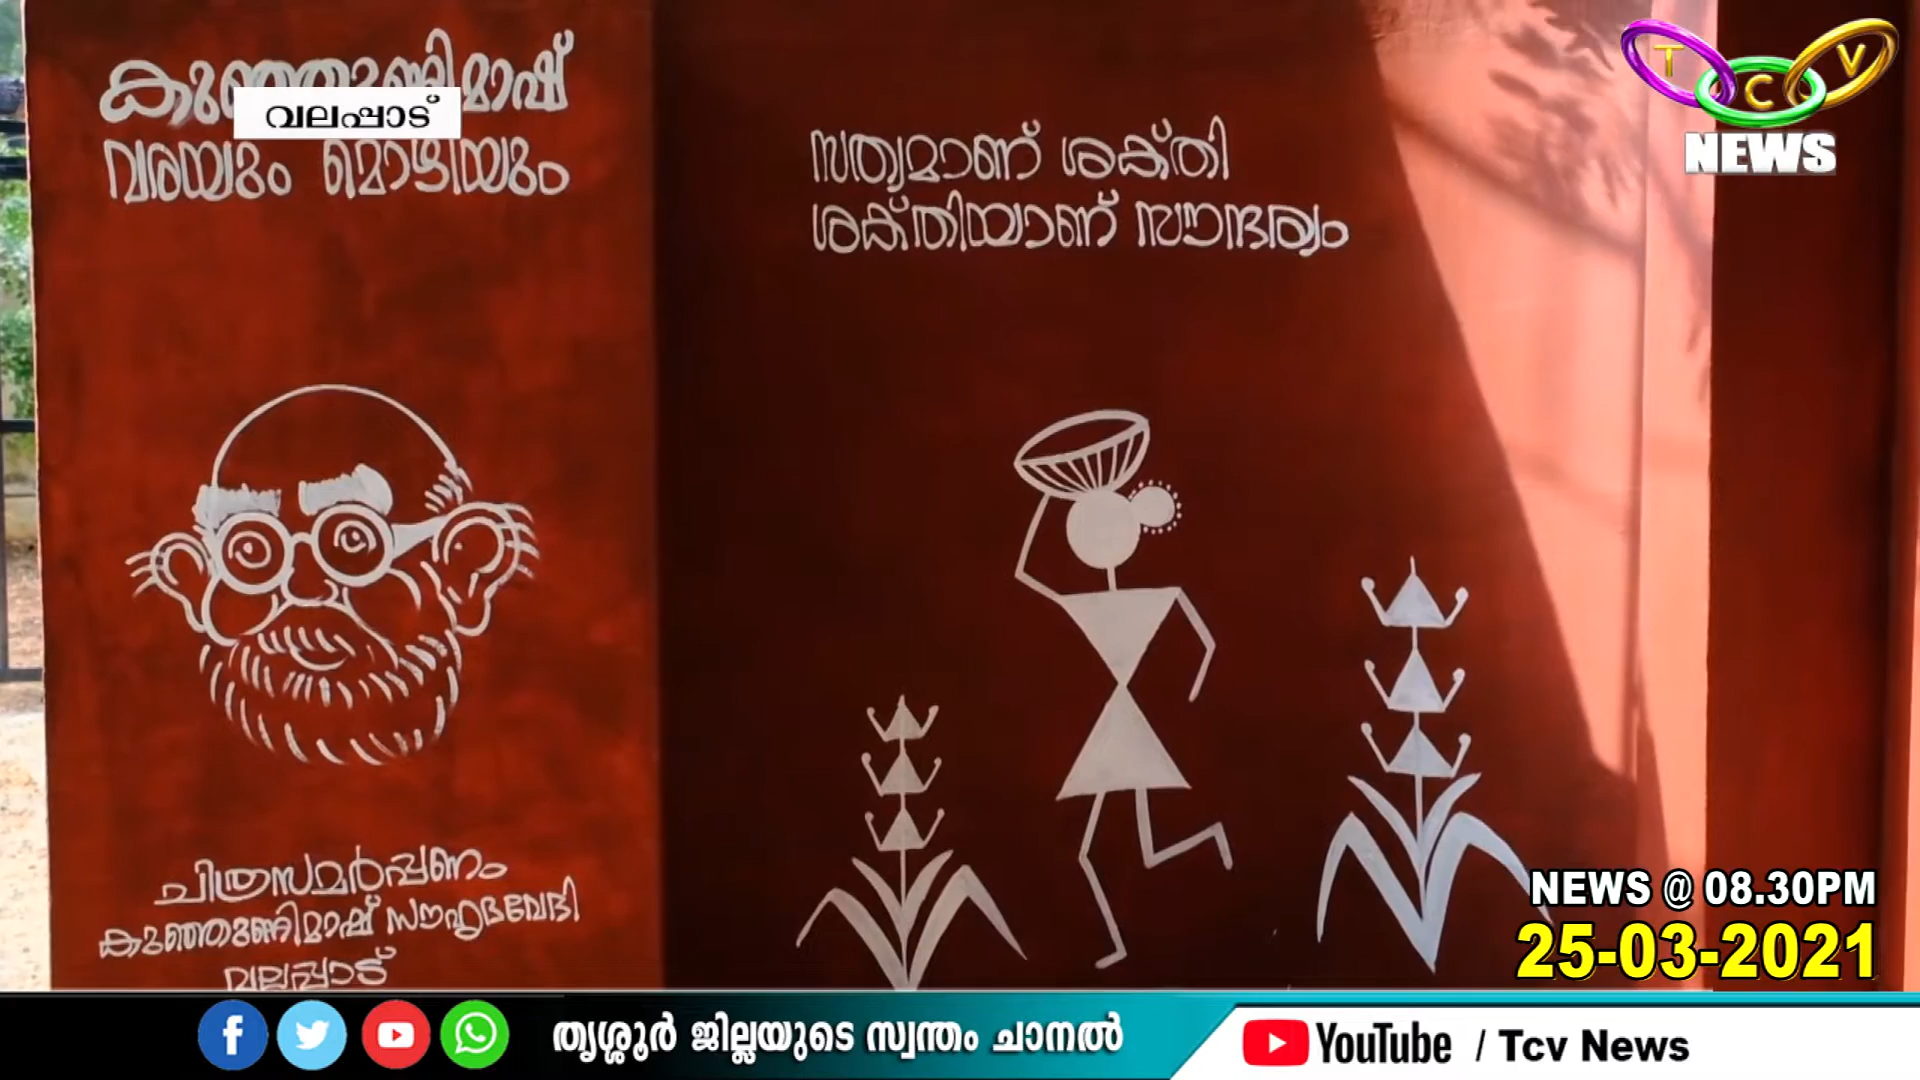 കുഞ്ഞുണ്ണിമാഷ്
വലപ്പാട്
വരയും മൊഴിയും
സത്യമാണ് ശക്തി
ശക്തിയാണ് സൗന്ദര്യം
T C V
NEWS
ചിത്രസമർപ്പണം
കുഞ്ഞുണ്ണിമാഷ് സൗഹൃദവേദി
വലപ്പാട്
NEWS @ 08.30PM
25-03-2021
തൃശ്ശൂർ ജില്ലയുടെ സ്വന്തം ചാനൽ
YouTube / Tcv News